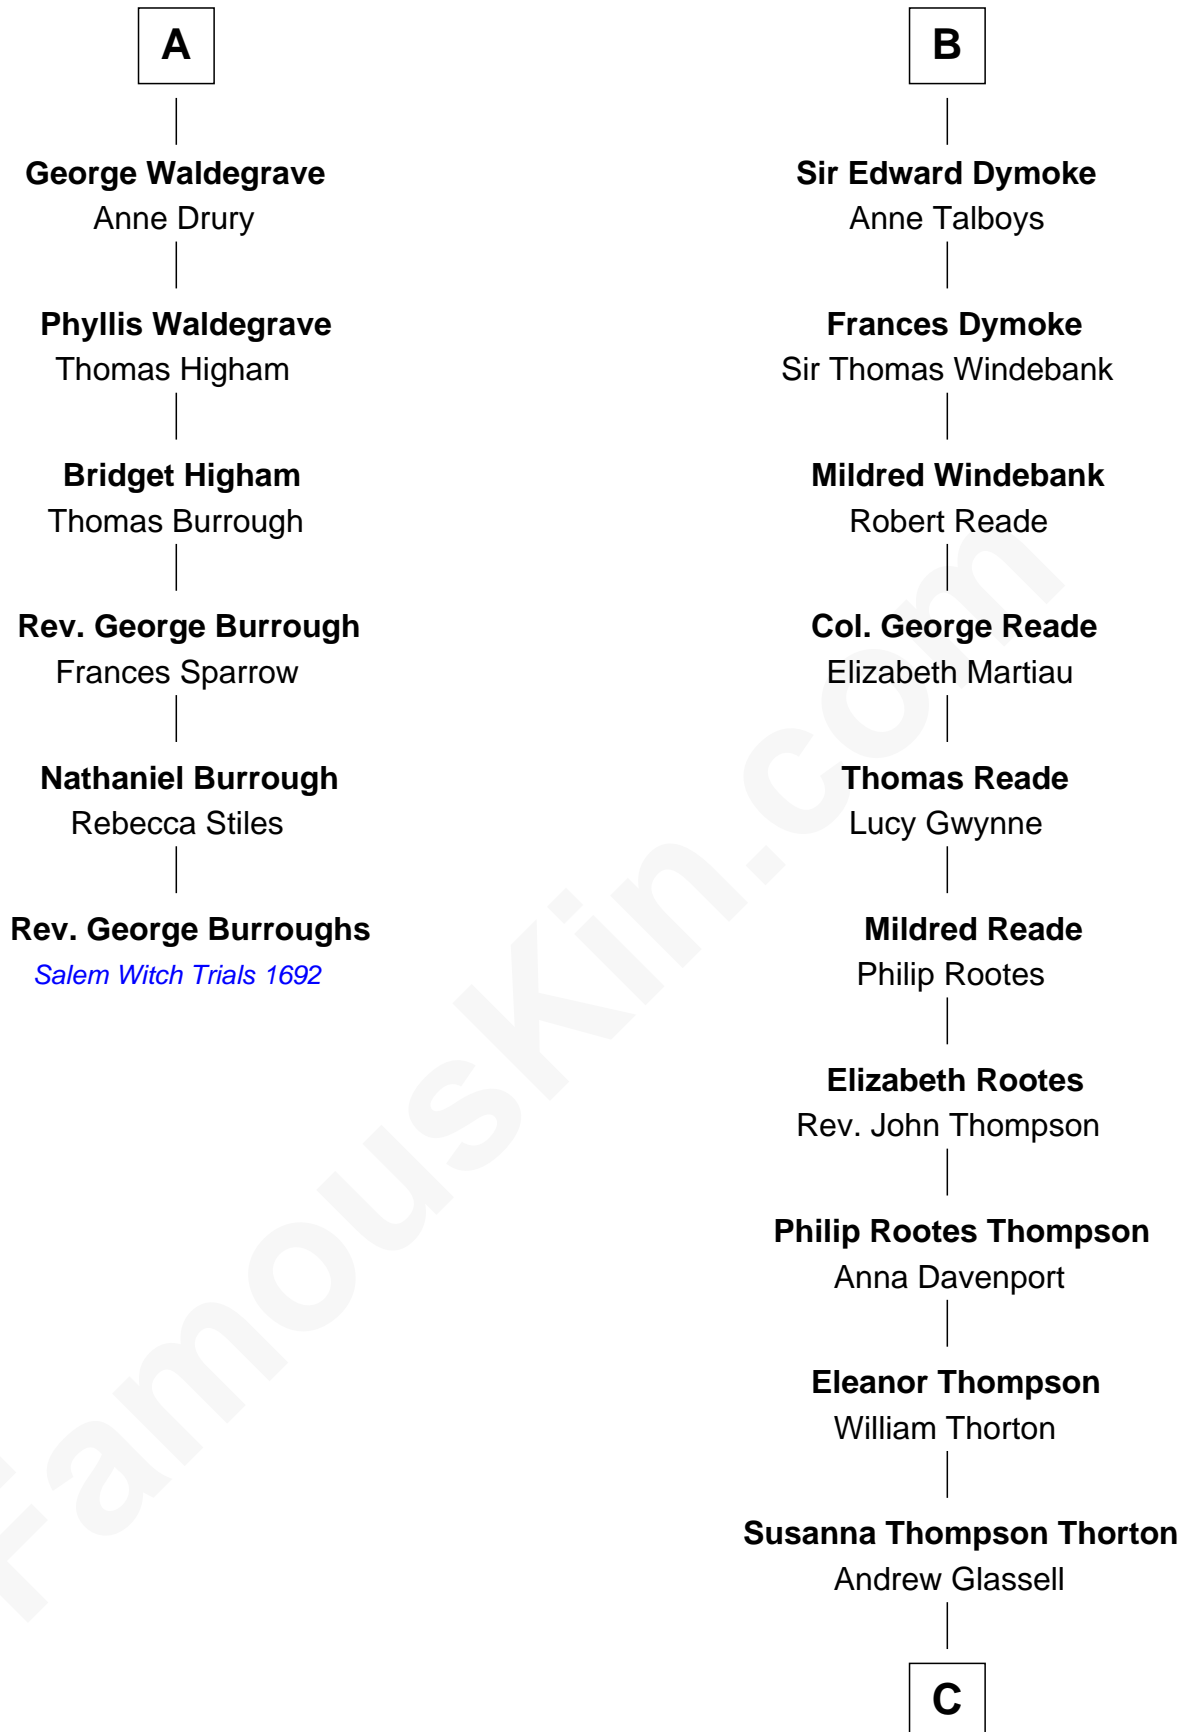 A
George Waldegrave
Anne Drury
Phyllis Waldegrave
Thomas Higham
Bridget Higham
Thomas Burrough
Rev. George Burrough
Frances Sparrow
Nathaniel Burrough
Rebecca Stiles
Rev. George Burroughs
Salem Witch Trials 1692
B
Sir Edward Dymoke
Anne Talboys
Frances Dymoke
Sir Thomas Windebank
Mildred Windebank
Robert Reade
Col. George Reade
Elizabeth Martiau
Thomas Reade
Lucy Gwynne
Mildred Reade
Philip Rootes
Elizabeth Rootes
Rev. John Thompson
Philip Rootes Thompson
Anna Davenport
Eleanor Thompson
William Thorton
Susanna Thompson Thorton
Andrew Glassell
C
FamousKin.com